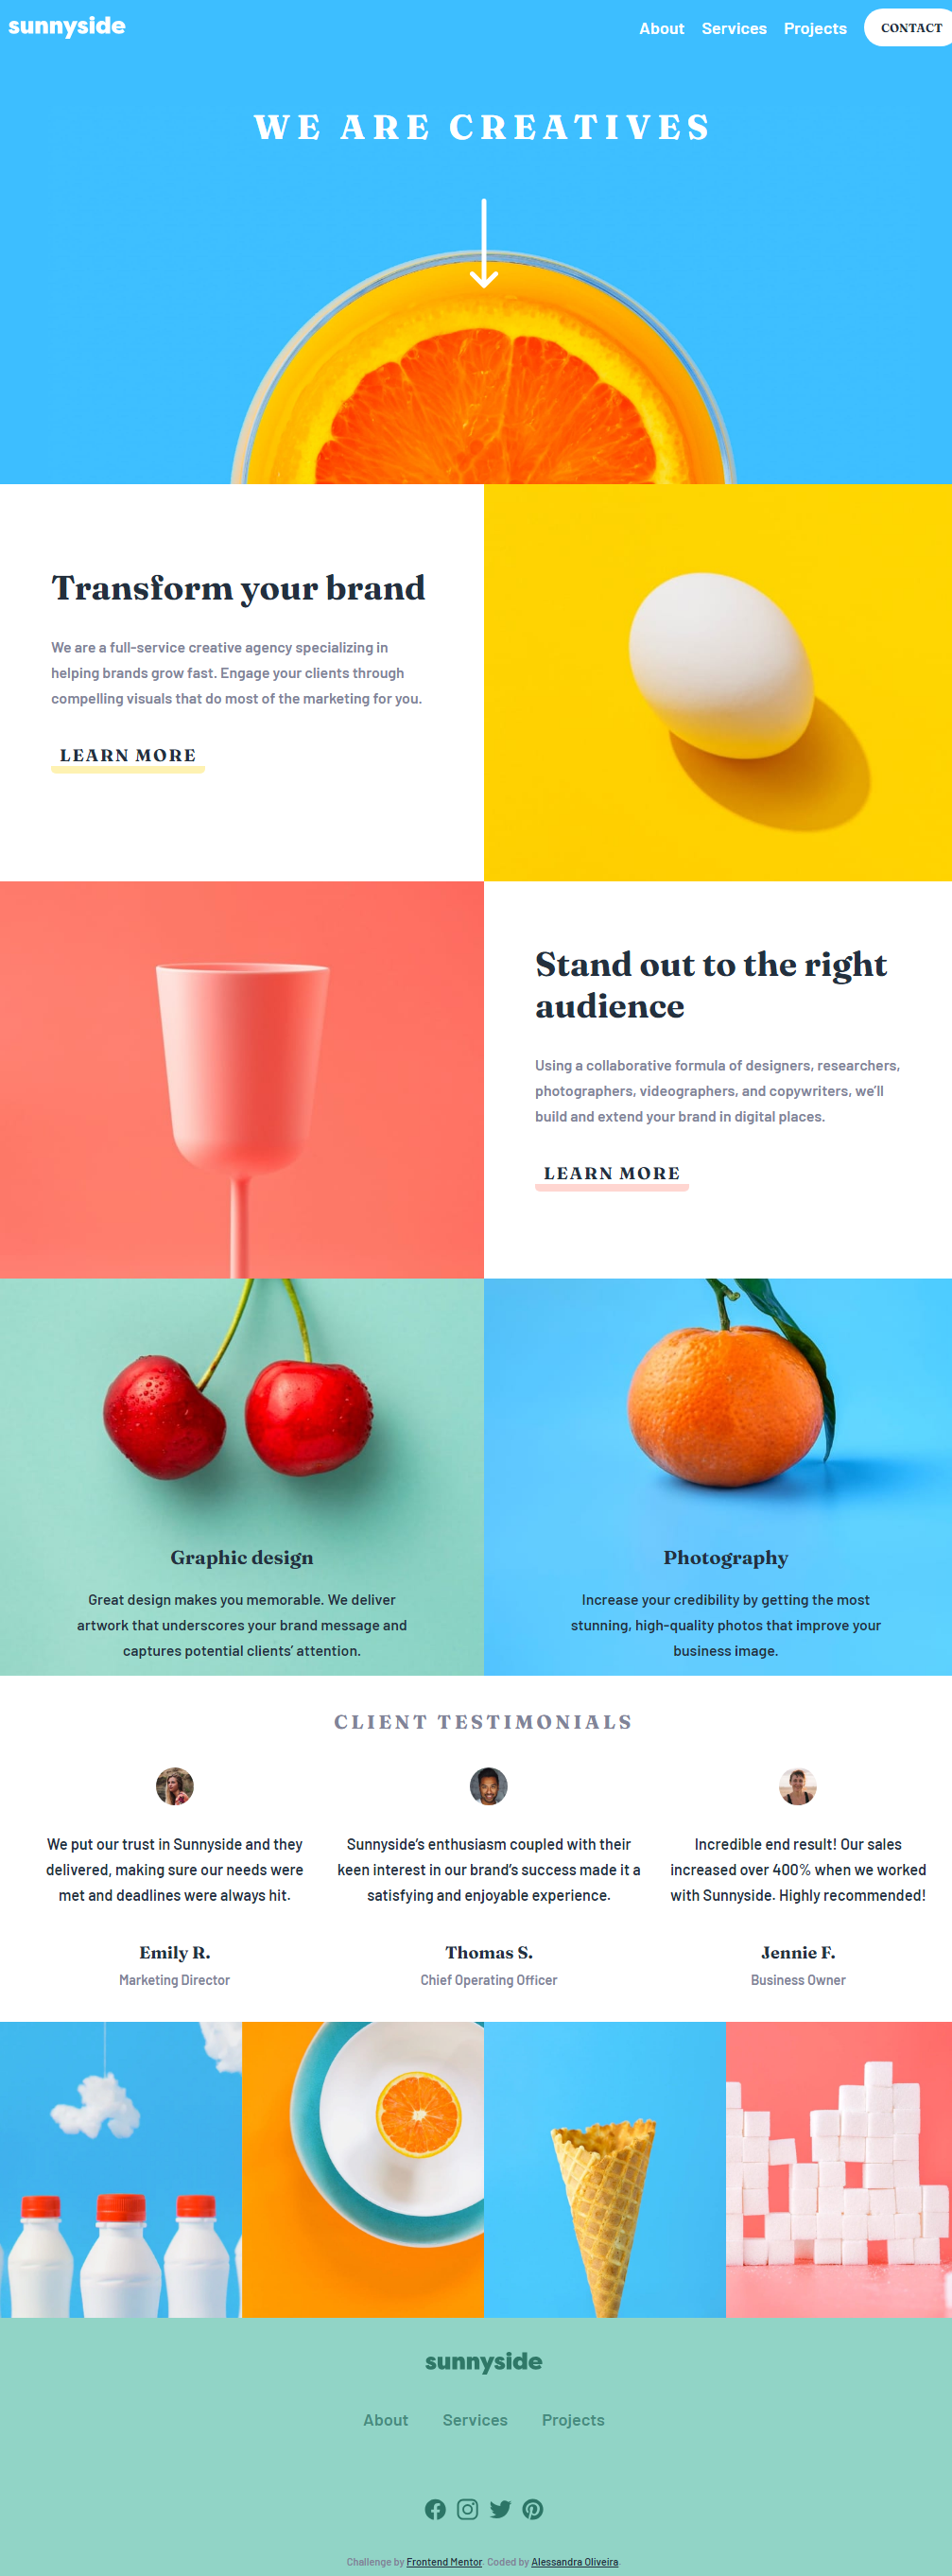 sunnyside
About Services Projects CONTACT
WE ARE CREATIVES
Transform your brand
We are a full-service creative agency specializing in
helping brands grow fast. Engage your clients through
compelling visuals that do most of the marketing for you.
LEARN MORE
Stand out to the right
audience
Using a collaborative formula of designers, researchers,
photographers, videographers, and copywriters, we'll
build and extend your brand in digital places.
LEARN MORE
Graphic design
Great design makes you memorable. We deliver
artwork that underscores your brand message and
captures potential clients' attention.
Photography
Increase your credibility by getting the most
stunning, high-quality photos that improve your
business image.
CLIENT TESTIMONIALS
We put our trust in Sunnyside and they
delivered, making sure our needs were
met and deadlines were always hit.
Emily R.
Marketing Director
Sunnyside's enthusiasm coupled with their
keen interest in our brand's success made it a
satisfying and enjoyable experience.
Thomas S.
Chief Operating Officer
Incredible end result! Our sales
increased over 400% when we worked
with Sunnyside. Highly recommended!
Jennie F.
Business Owner
sunnyside
About Services Projects
Challenge by Frontend Mentor. Coded by Alessandra Oliveira.